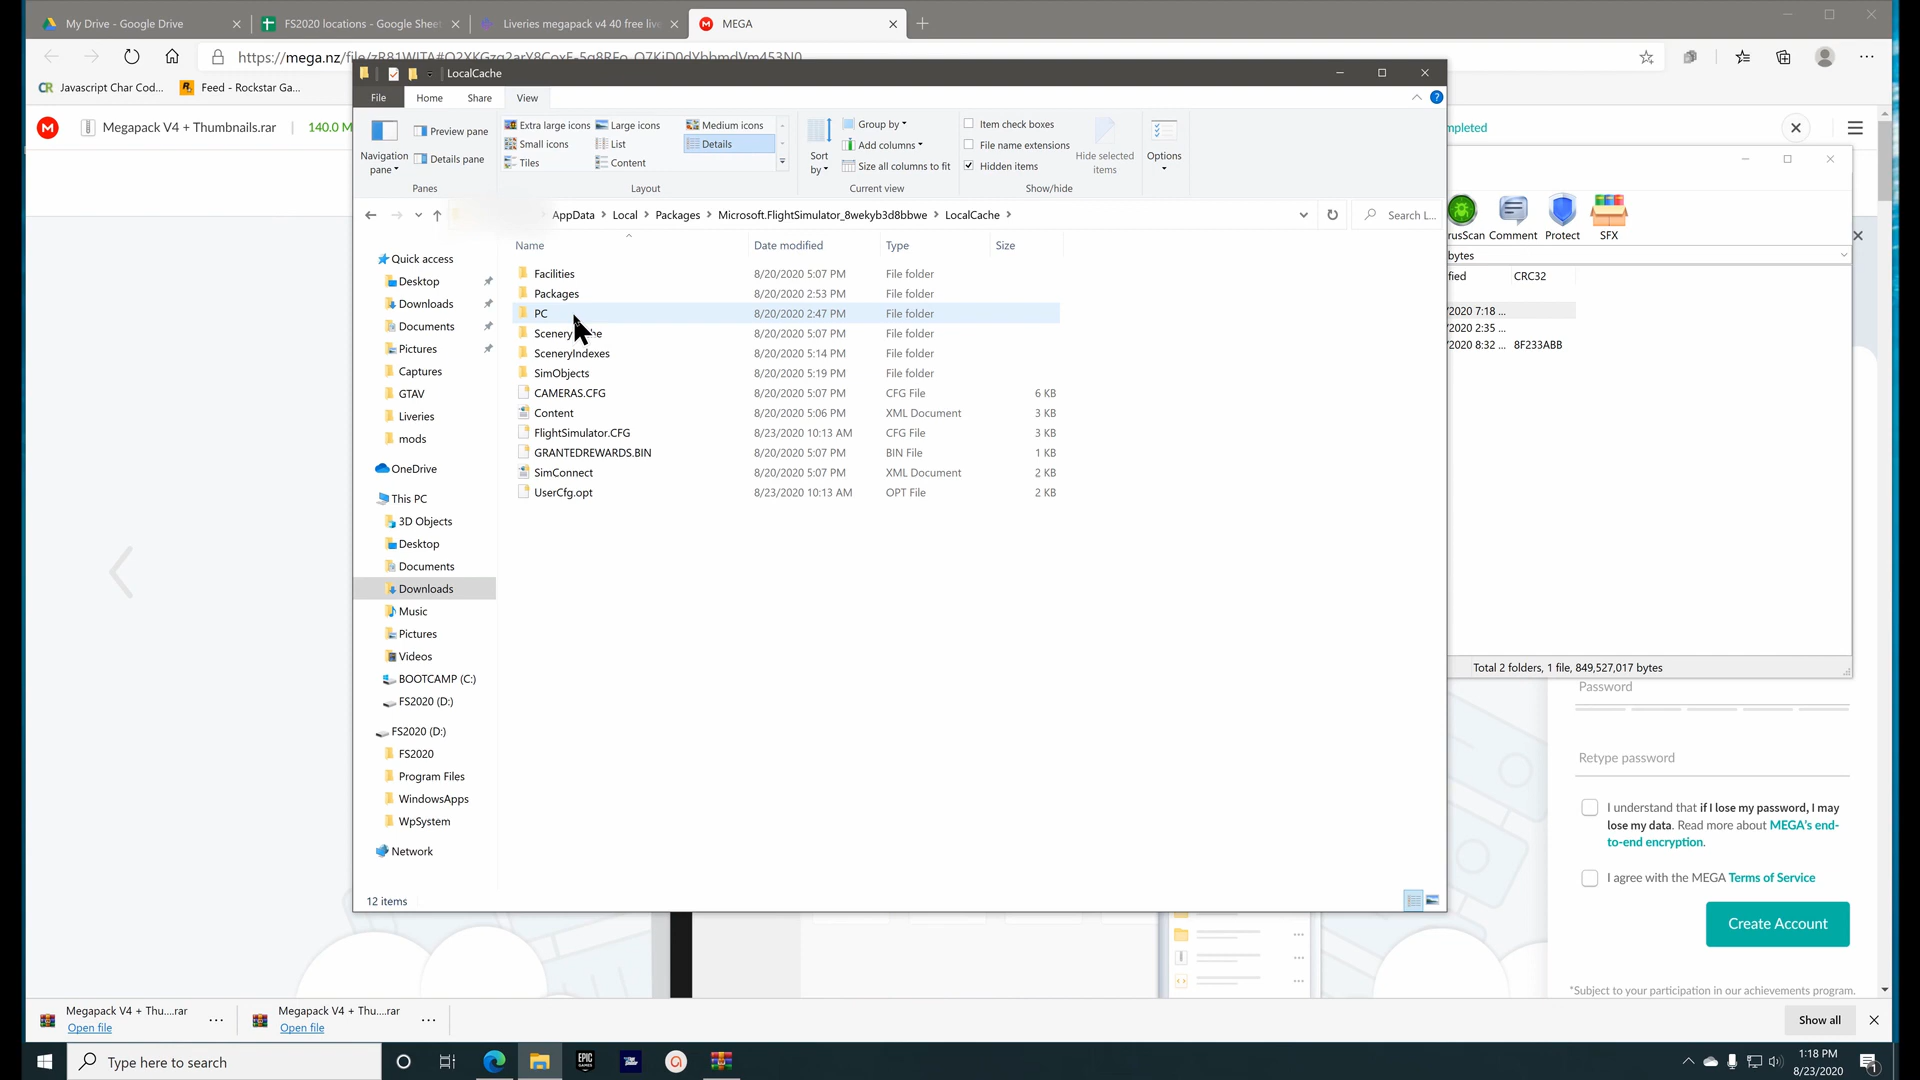 My Drive - Google Drive
FS2020 locations - Google Shee
Liveries megapack v4 40 free live
MEGA
Javascript Char Cod...
Feed - Rockstar Ga...
Megapack V4 + Thumbnails.rar
140.0 M
mpleted
LocalCache
File
Home
Share
View
Navigation pane
Preview pane
Details pane
Panes
Extra large icons
Large icons
Medium icons
Small icons
List
Details
Tiles
Content
Layout
Sort by
Group by
Add columns
Size all columns to fit
Current view
Item check boxes
File name extensions
Hidden items
Hide selected items
Show/hide
Options
AppData > Local > Packages > Microsoft.FlightSimulator_8wekyb3d8bbwe > LocalCache >
Search L...
Name Date modified Type Size
Facilities 8/20/2020 5:07 PM File folder
Packages 8/20/2020 2:53 PM File folder
PC 8/20/2020 2:47 PM File folder
Scenery he 8/20/2020 5:07 PM File folder
SceneryIndexes 8/20/2020 5:14 PM File folder
SimObjects 8/20/2020 5:19 PM File folder
CAMERAS.CFG 8/20/2020 5:07 PM CFG File 6 KB
Content 8/20/2020 5:06 PM XML Document 3 KB
FlightSimulator.CFG 8/23/2020 10:13 AM CFG File 3 KB
GRANTEDREWARDS.BIN 8/20/2020 5:07 PM BIN File 1 KB
SimConnect 8/20/2020 5:07 PM XML Document 2 KB
UserCfg.opt 8/23/2020 10:13 AM OPT File 2 KB
Quick access
Desktop
Downloads
Documents
Pictures
Captures
GTAV
Liveries
mods
OneDrive
This PC
3D Objects
Desktop
Documents
Downloads
Music
Pictures
Videos
BOOTCAMP (C:)
FS2020 (D:)
FS2020 (D:)
FS2020
Program Files
WindowsApps
WpSystem
Network
12 items
rusScan Comment Protect SFX
bytes
fied CRC32
/2020 7:18 ...
/2020 2:35 ...
/2020 8:32 ... 8F233ABB
Total 2 folders, 1 file, 849,527,017 bytes
Password
Retype password
I understand that if I lose my password, I may
lose my data. Read more about MEGA's end-
to-end encryption.
I agree with the MEGA Terms of Service
Create Account
*Subject to your participation in our achievements program.
Megapack V4 + Thu....rar
Open file
Megapack V4 + Thu....rar
Open file
Show all
Type here to search
EPIC GAMES
1:18 PM
8/23/2020
1